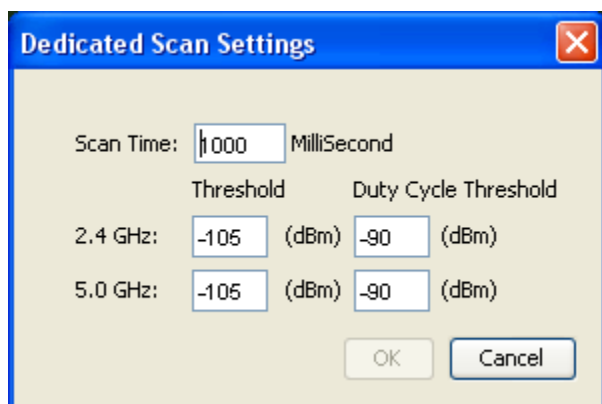 Dedicated Scan Settings
Scan Time: 1000 MilliSecond
Threshold Duty Cycle Threshold
2.4 GHz: -105 (dBm) -90 (dBm)
5.0 GHz: -105 (dBm) -90 (dBm)
OK Cancel